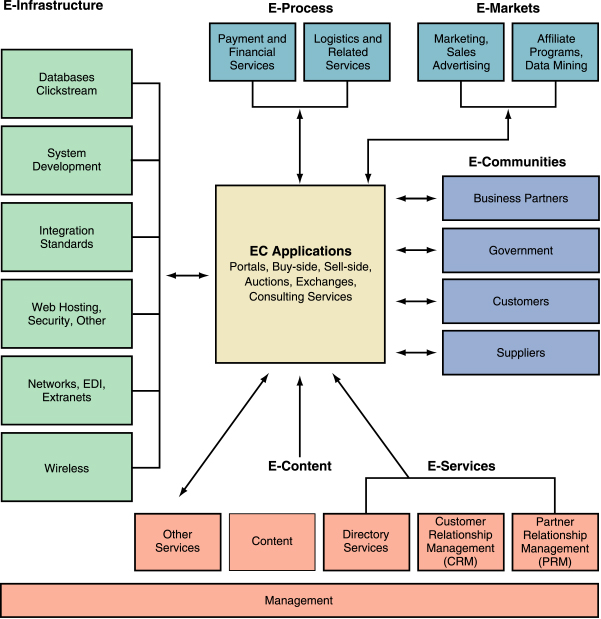 E-Infrastructure
Databases
Clickstream
System
Development
Integration
Standards
Web Hosting,
Security, Other
Networks, EDI,
Extranets
Wireless
E-Process
Payment and
Financial
Services
Logistics and
Related
Services
E-Markets
Marketing,
Sales
Advertising
Affiliate
Programs,
Data Mining
E-Communities
Business Partners
Government
Customers
Suppliers
EC Applications
Portals, Buy-side, Sell-side,
Auctions, Exchanges,
Consulting Services
E-Content
E-Services
Other
Services
Content
Directory
Services
Customer
Relationship
Management
(CRM)
Partner
Relationship
Management
(PRM)
Management